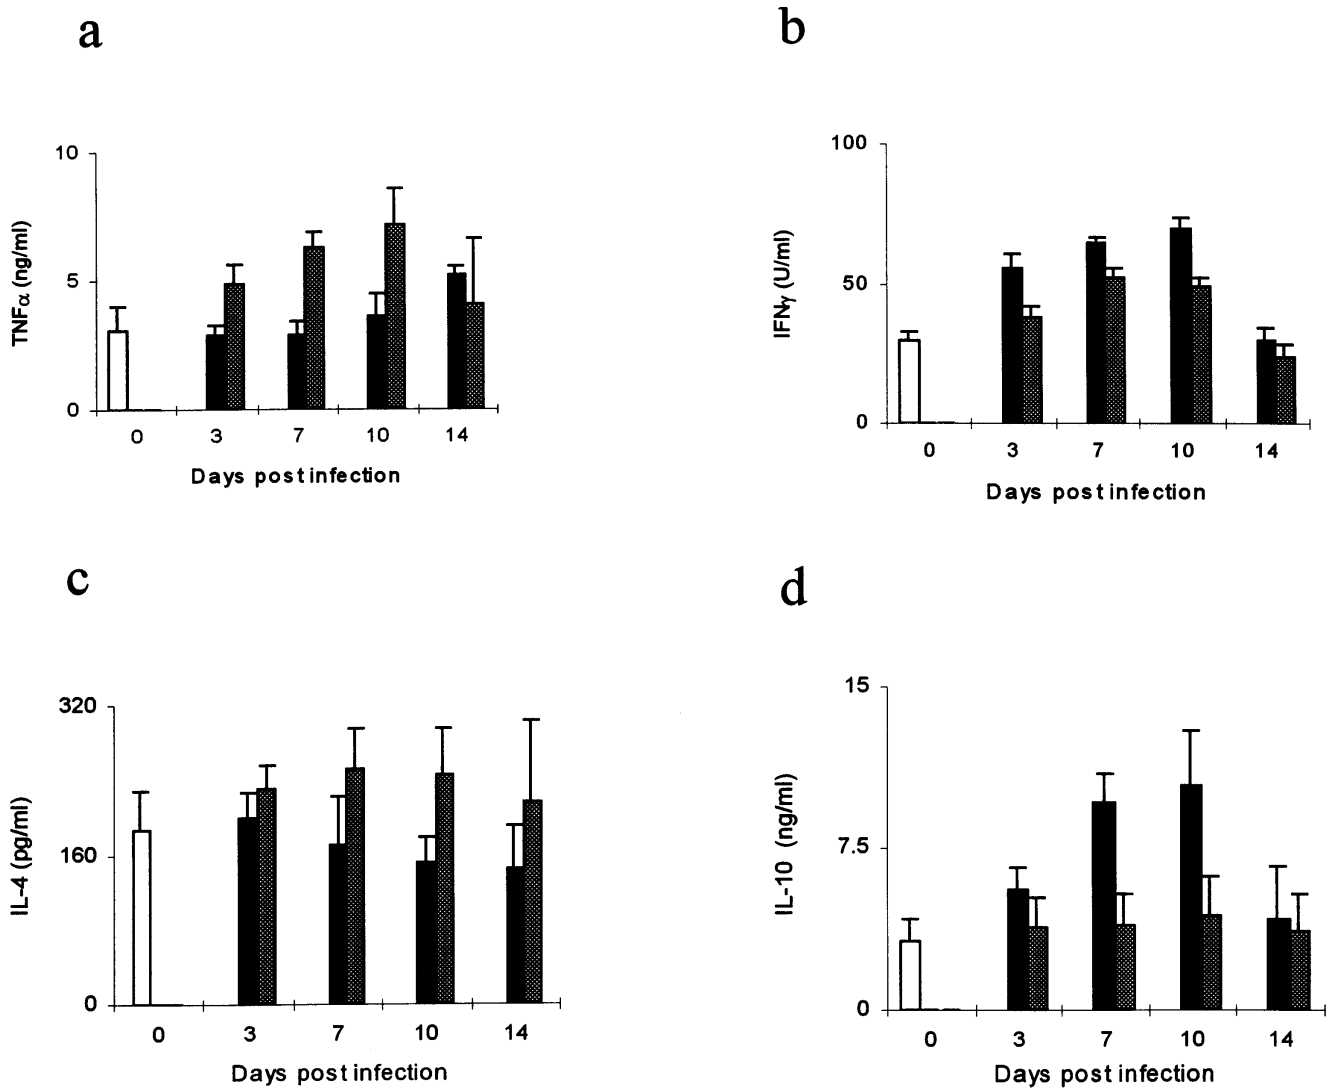 a
10
5
0
TNFα (ng/ml)
0 3 7 10 14
Days post infection
b
100
50
0
IFNγ (U/ml)
0 3 7 10 14
Days post infection
c
320
160
0
IL-4 (pg/ml)
0 3 7 10 14
Days post infection
d
15
7.5
0
IL-10 (ng/ml)
0 3 7 10 14
Days post infection